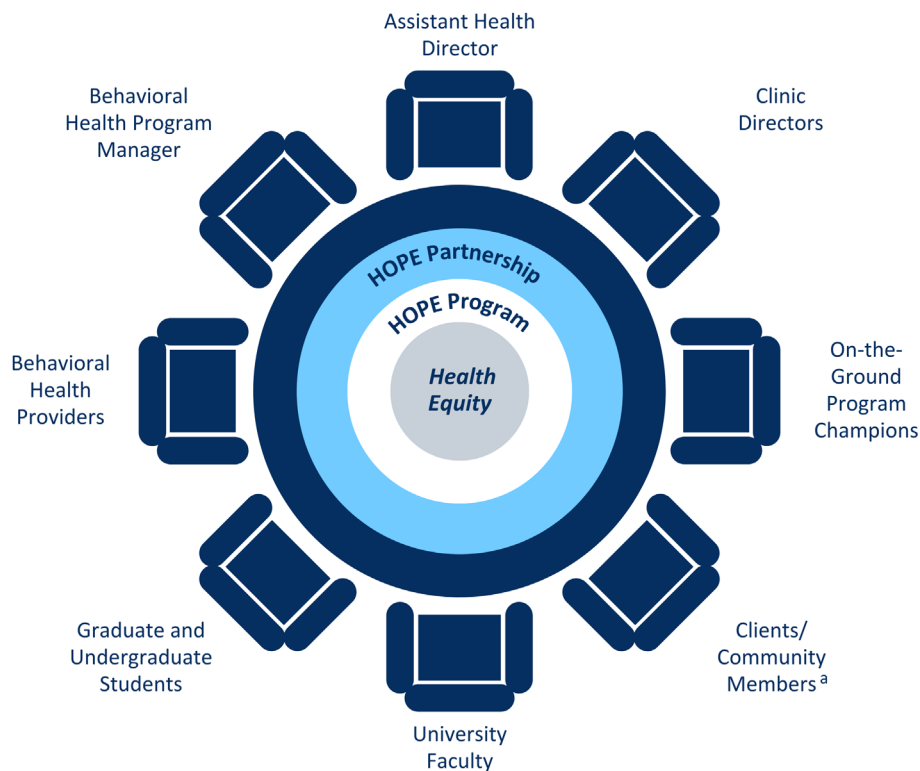 Assistant Health
Director
Behavioral
Health Program
Manager
Clinic
Directors
HOPE Partnership
HOPE Program
Health
Equity
Behavioral
Health
Providers
On-the-
Ground
Program
Champions
Graduate and
Undergraduate
Students
Clients/
Community
Members a
University
Faculty